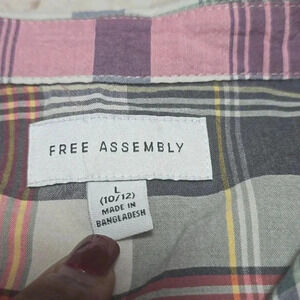 FREE ASSEMBLY
L
(10/12)
MADE IN
BANGLADESH